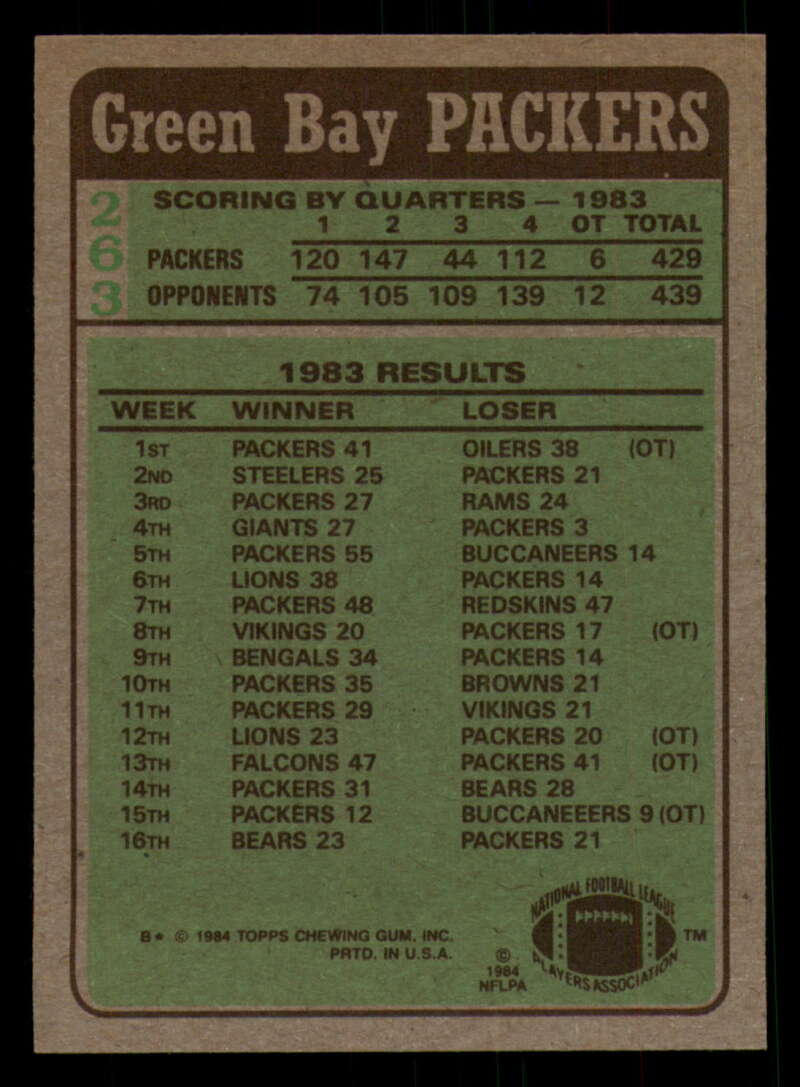 Green Bay PACKERS
263
SCORING BY QUARTERS — 1983
1 2 3 4 OT TOTAL
PACKERS 120 147 44 112 6 429
OPPONENTS 74 105 109 139 12 439
1983 RESULTS
WEEK WINNER LOSER
1ST PACKERS 41 OILERS 38 (OT)
2ND STEELERS 25 PACKERS 21
3RD PACKERS 27 RAMS 24
4TH GIANTS 27 PACKERS 3
5TH PACKERS 55 BUCCANEERS 14
6TH LIONS 38 PACKERS 14
7TH PACKERS 48 REDSKINS 47
8TH VIKINGS 20 PACKERS 17 (OT)
9TH BENGALS 34 PACKERS 14
10TH PACKERS 35 BROWNS 21
11TH PACKERS 29 VIKINGS 21
12TH LIONS 23 PACKERS 20 (OT)
13TH FALCONS 47 PACKERS 41 (OT)
14TH PACKERS 31 BEARS 28
15TH PACKERS 12 BUCCANEEERS 9 (OT)
16TH BEARS 23 PACKERS 21
B* © 1984 TOPPS CHEWING GUM, INC.
PRTD. IN U.S.A.
© 1984 NFLPA
NATIONAL FOOTBALL LEAGUE
PLAYERS ASSOCIATION
TM